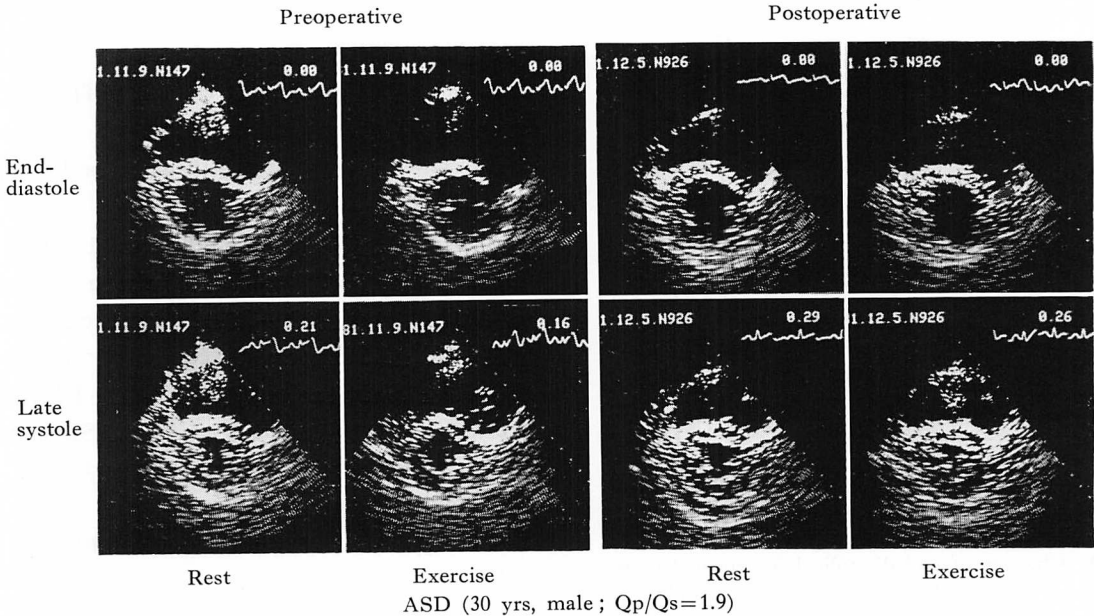 Preoperative
Postoperative
End-
diastole
1.11.9.N147 0.00
81.11.9.N147 0.00
1.12.5.N926 0.00
1.12.5.N926 0.00
Late
systole
1.11.9.N147 0.21
81.11.9.N147 0.16
1.12.5.N926 0.29
81.12.5.N926 0.26
Rest
Exercise
Rest
Exercise
ASD (30 yrs, male; Qp/Qs=1.9)